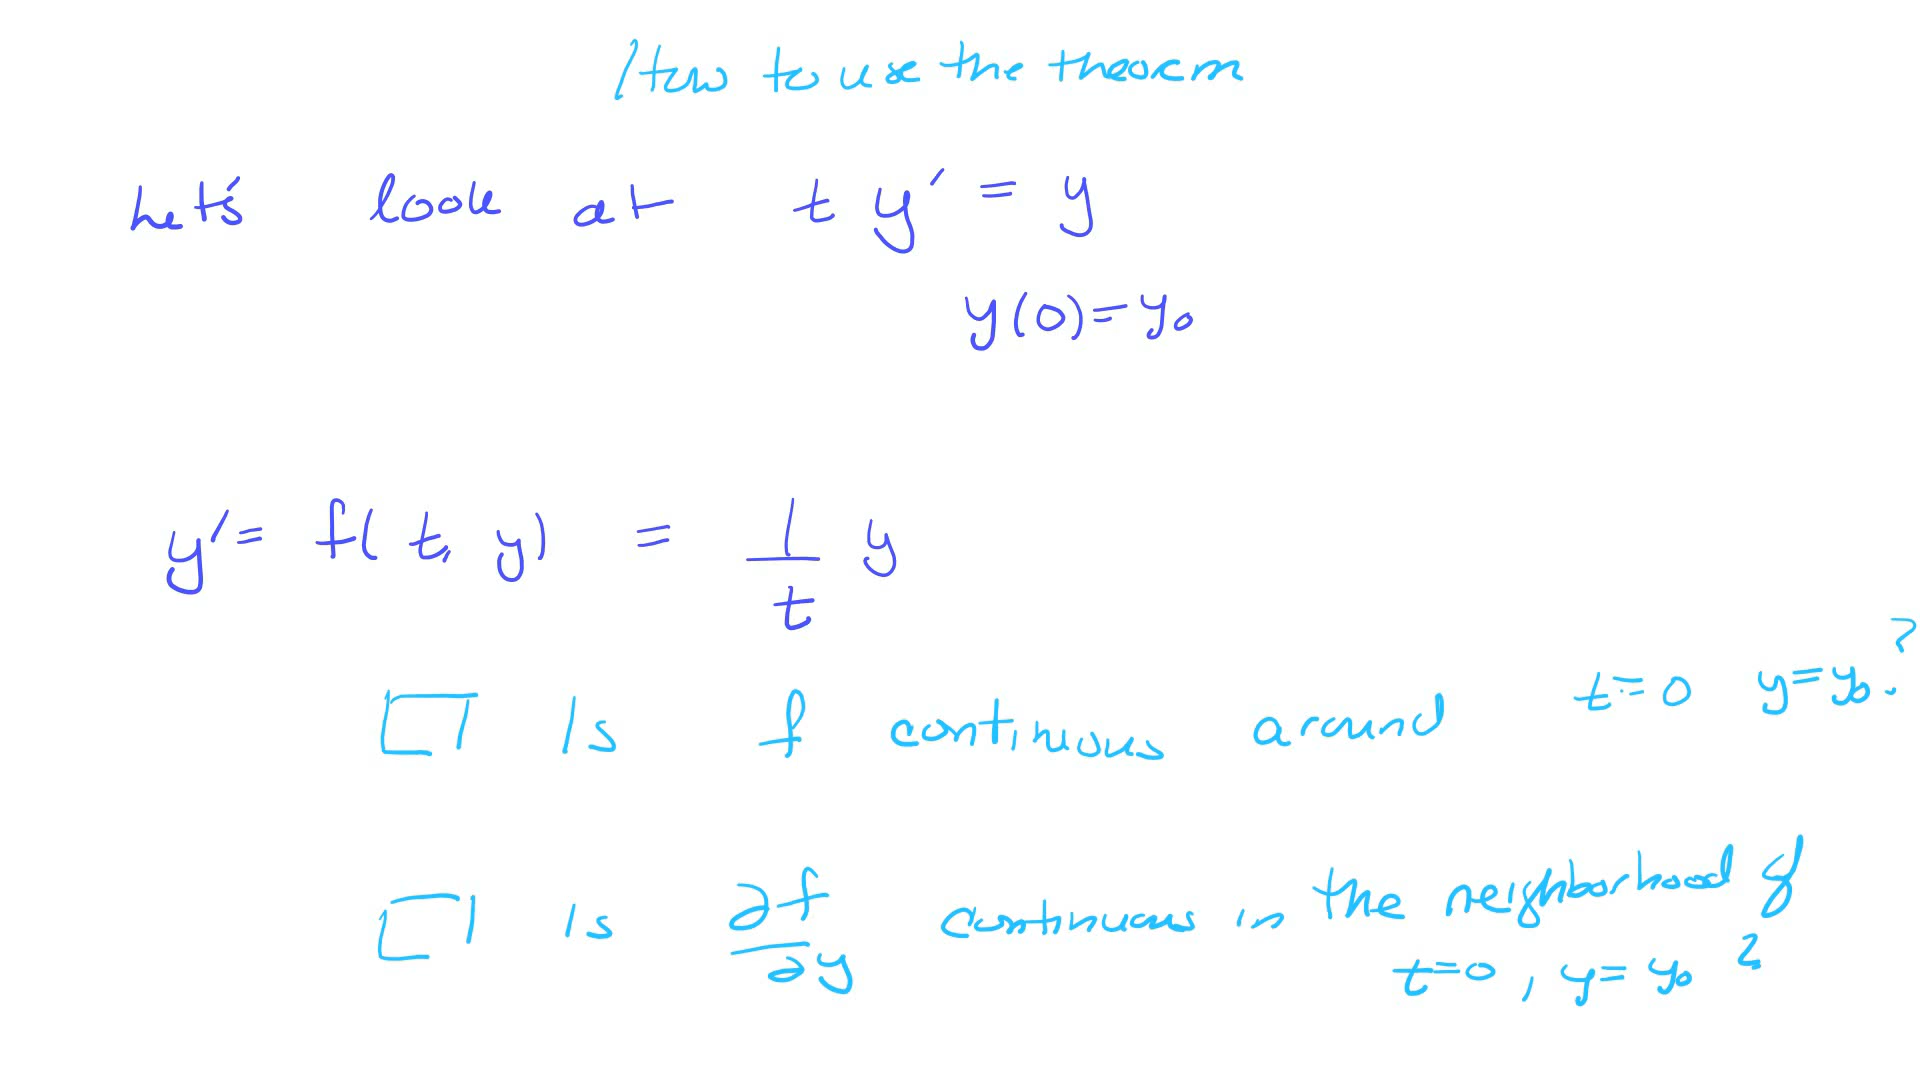 How to use the theorem
Let's look at t y' = y
y(0) = y₀
y' = f(t, y) = 1/t y
□ Is f continuous around t = 0 y = y₀.?
□ Is ∂f/∂y continuous in the neighborhood of
t=0, y = y₀ ?